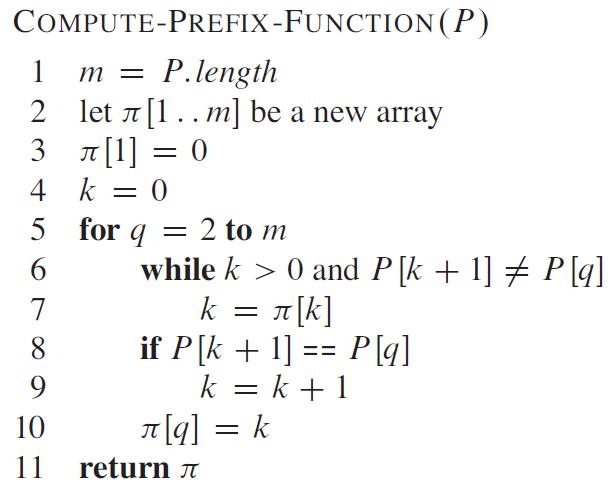 COMPUTE-PREFIX-FUNCTION(P)
1 m = P.length
2 let π[1..m] be a new array
3 π[1] = 0
4 k = 0
5 for q = 2 to m
6 while k > 0 and P[k + 1] ≠ P[q]
7 k = π[k]
8 if P[k + 1] == P[q]
9 k = k + 1
10 π[q] = k
11 return π